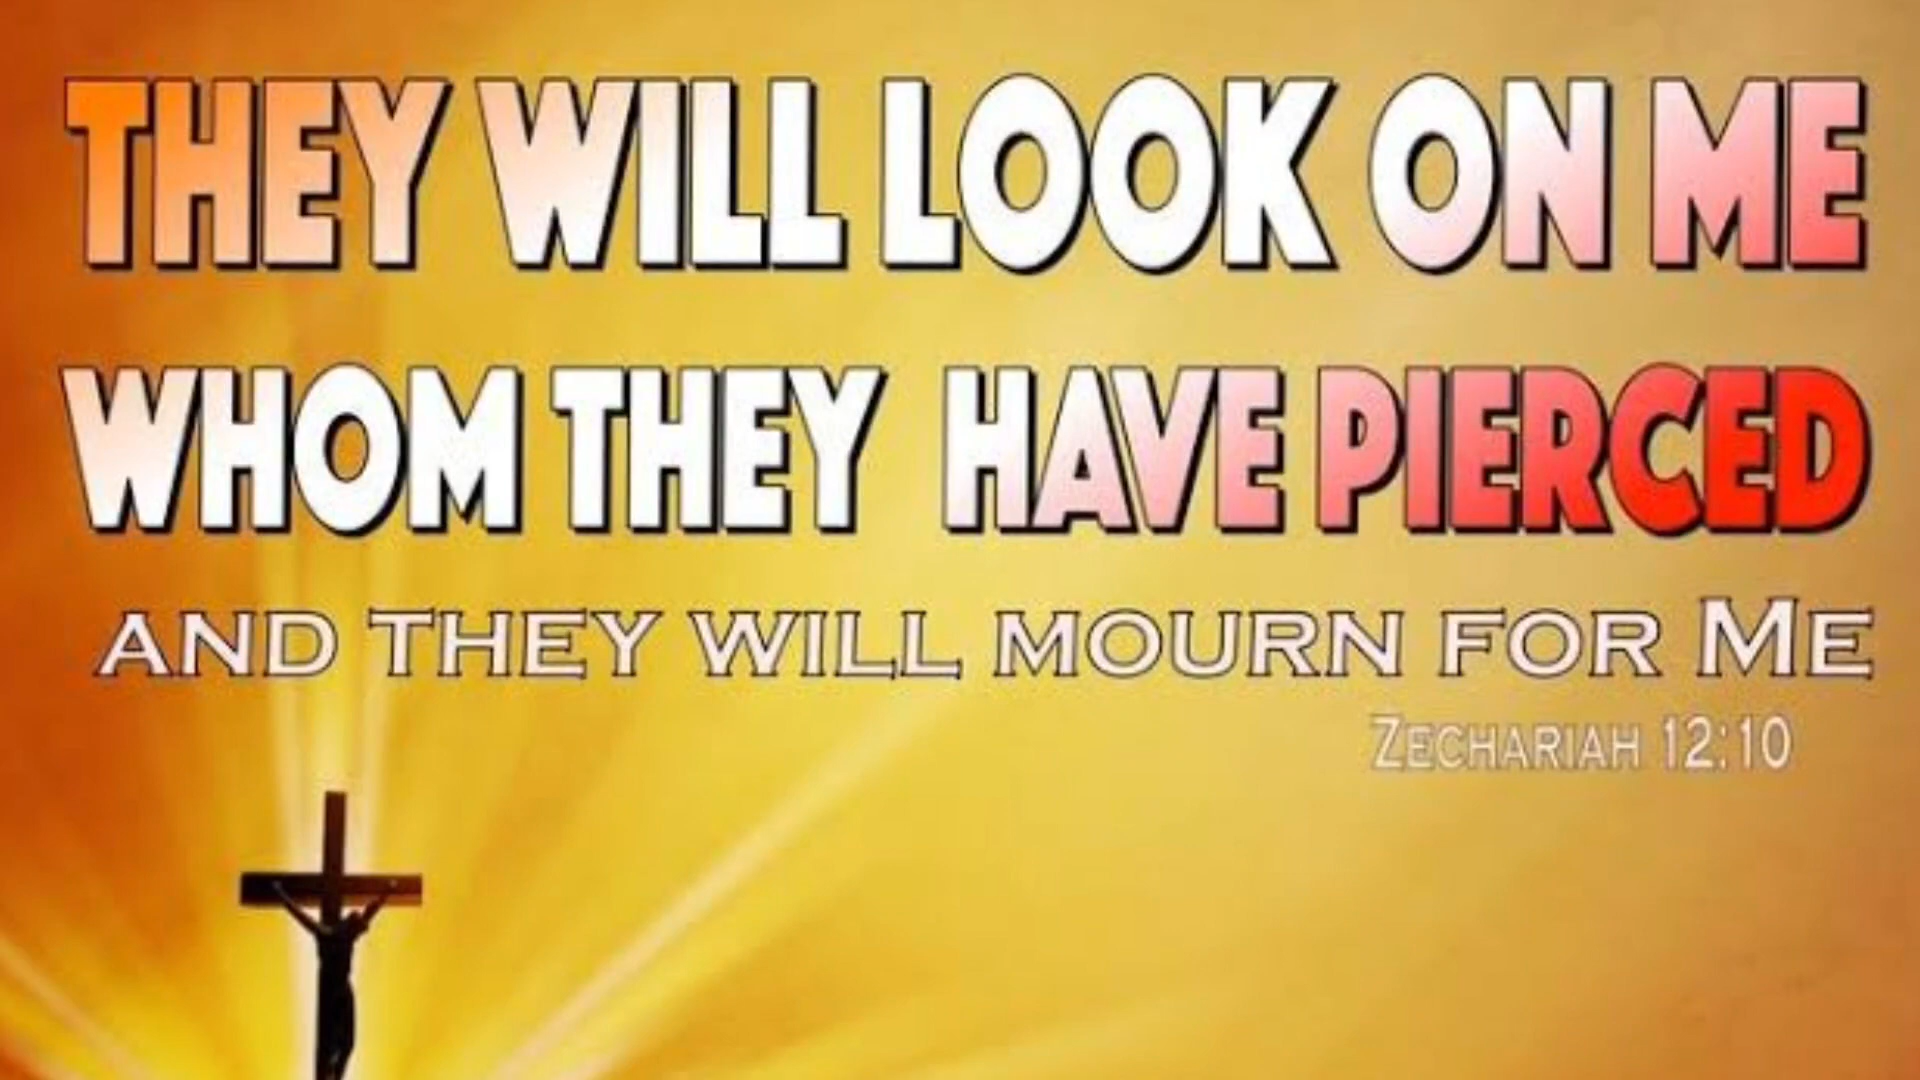 THEY WILL LOOK ON ME
WHOM THEY HAVE PIERCED
AND THEY WILL MOURN FOR ME
ZECHARIAH 12:10